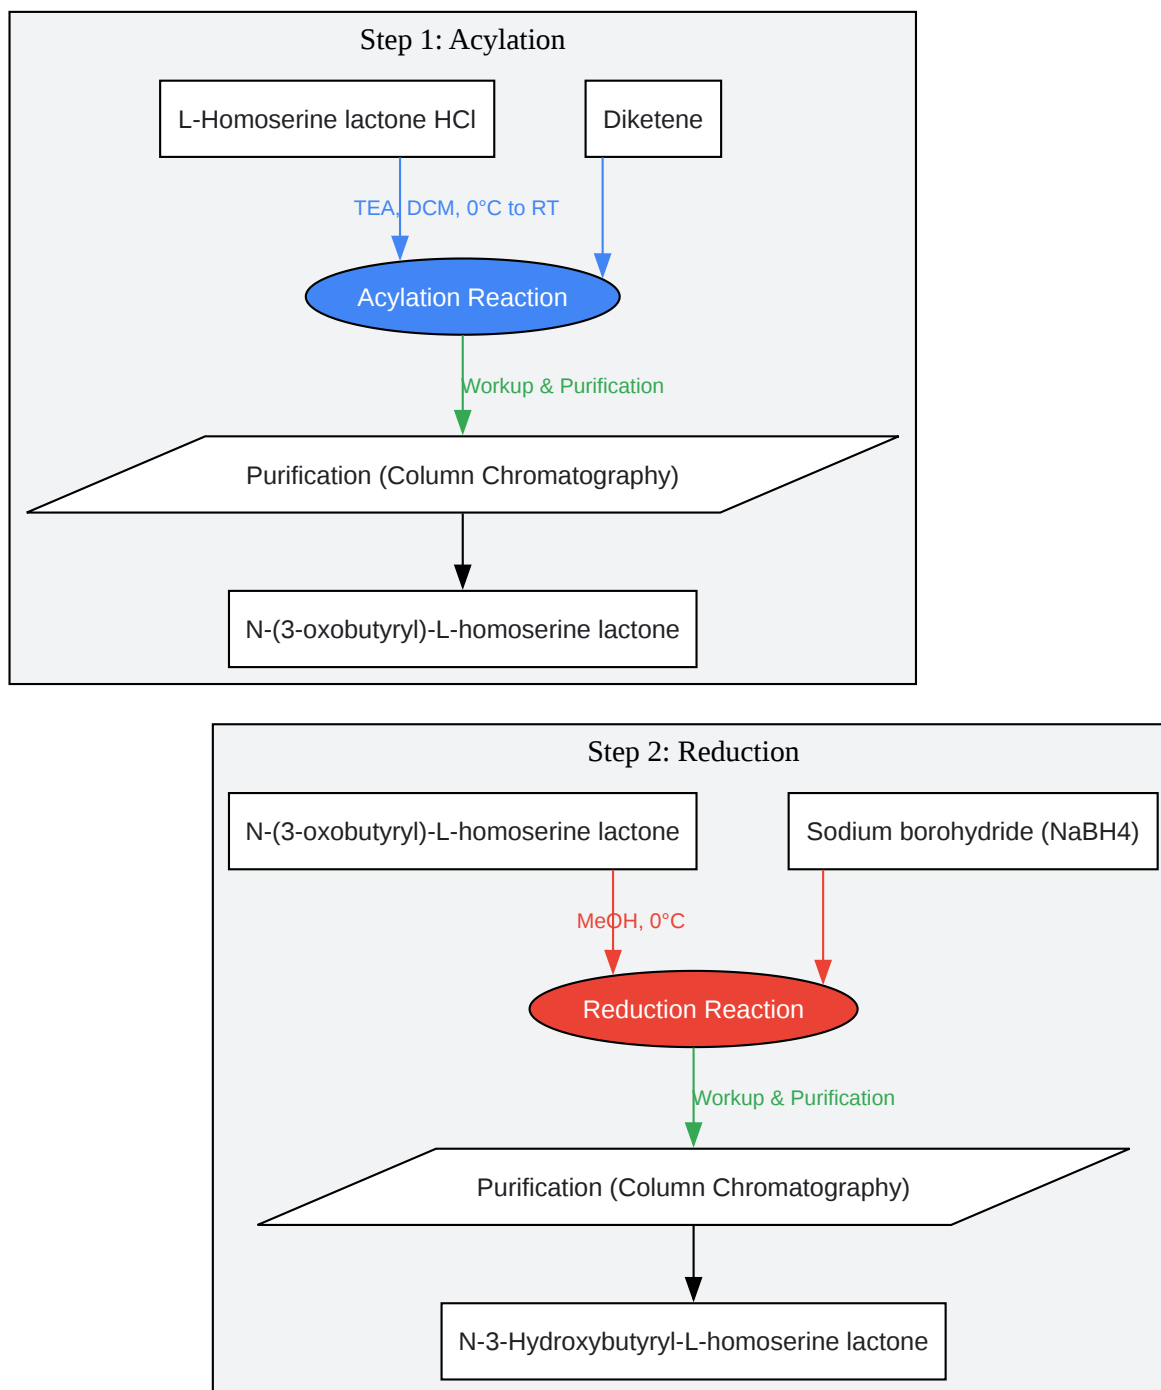 Step 1: Acylation
L-Homoserine lactone HCl
Diketene
TEA, DCM, 0°C to RT
Acylation Reaction
Workup & Purification
Purification (Column Chromatography)
N-(3-oxobutyryl)-L-homoserine lactone
Step 2: Reduction
N-(3-oxobutyryl)-L-homoserine lactone
Sodium borohydride (NaBH4)
MeOH, 0°C
Reduction Reaction
Workup & Purification
Purification (Column Chromatography)
N-3-Hydroxybutyryl-L-homoserine lactone